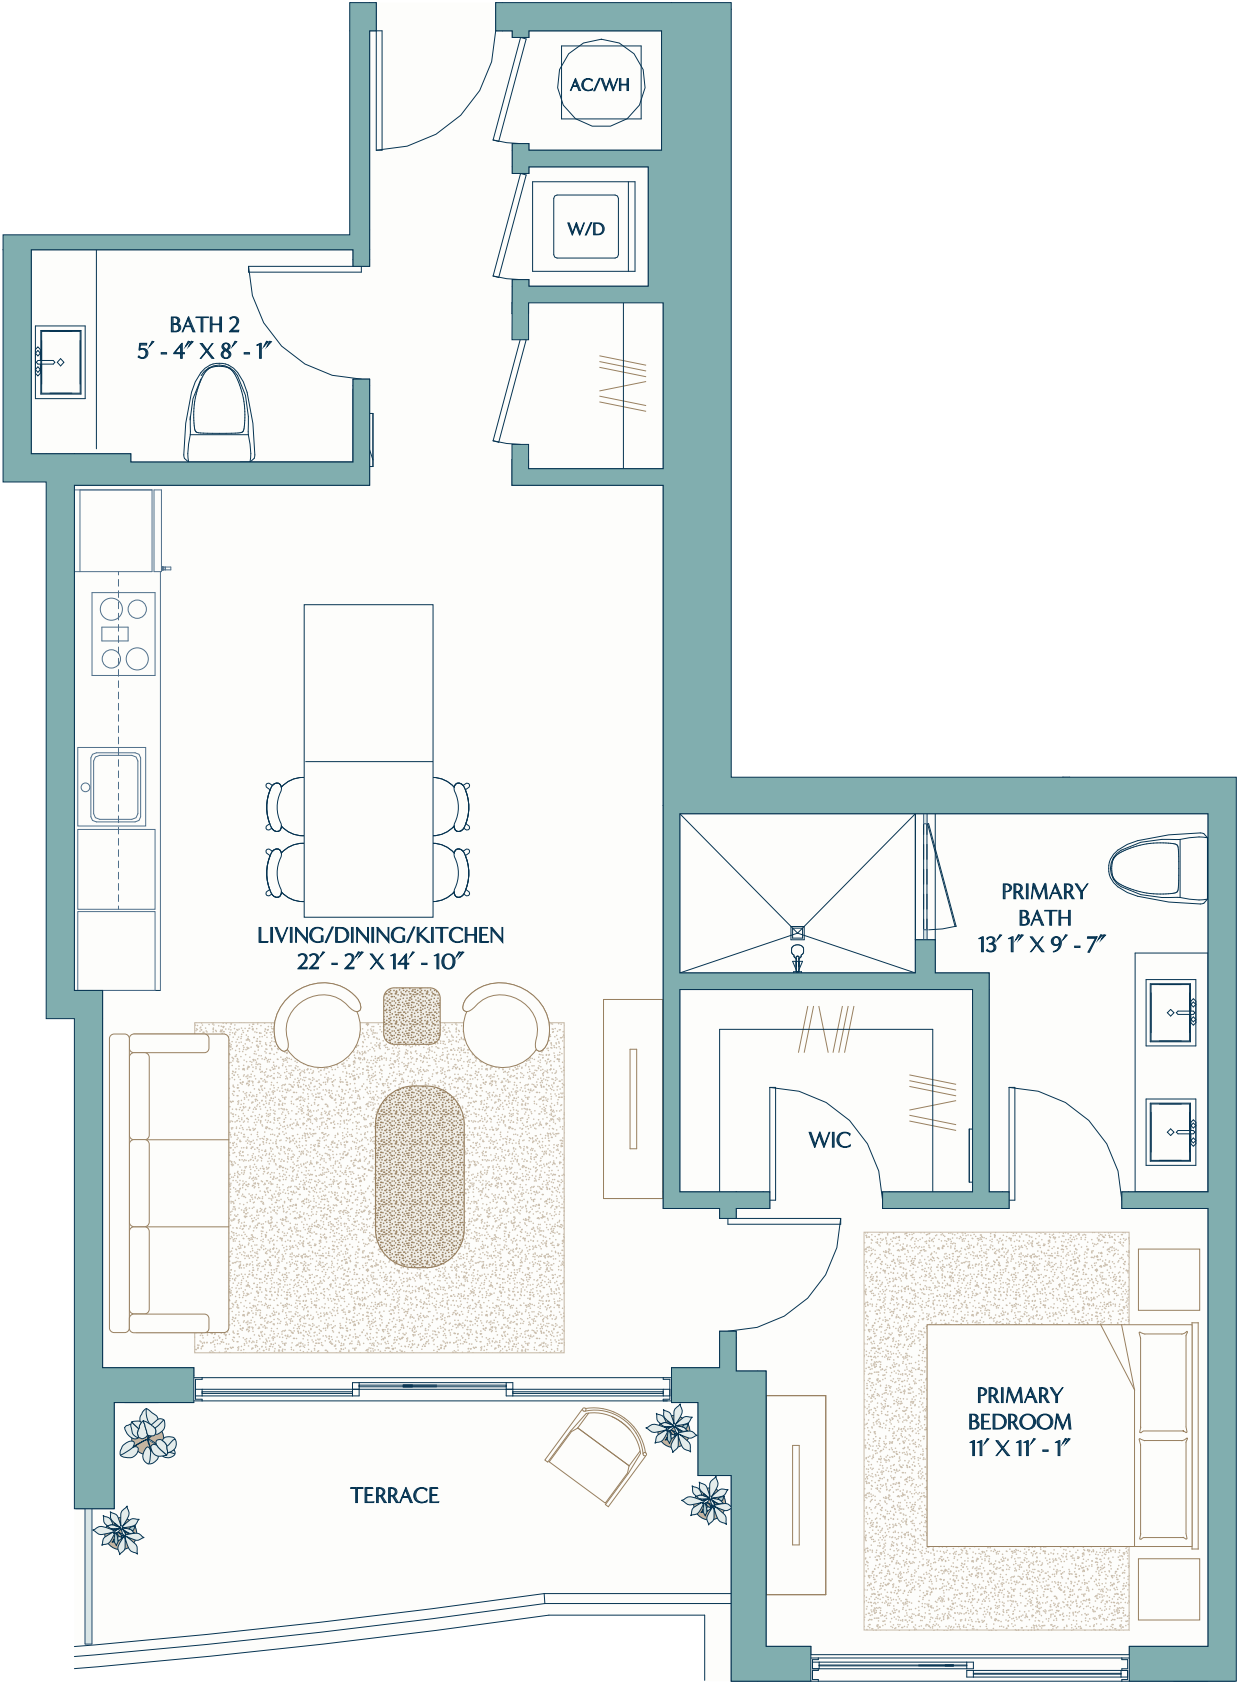 AC/WH
W/D
BATH 2
5′ - 4″ X 8′ - 1″
LIVING/DINING/KITCHEN
22′ - 2″ X 14′ - 10″
PRIMARY
BATH
13′ 1″ X 9′ - 7″
WIC
PRIMARY
BEDROOM
11′ X 11′ - 1″
TERRACE